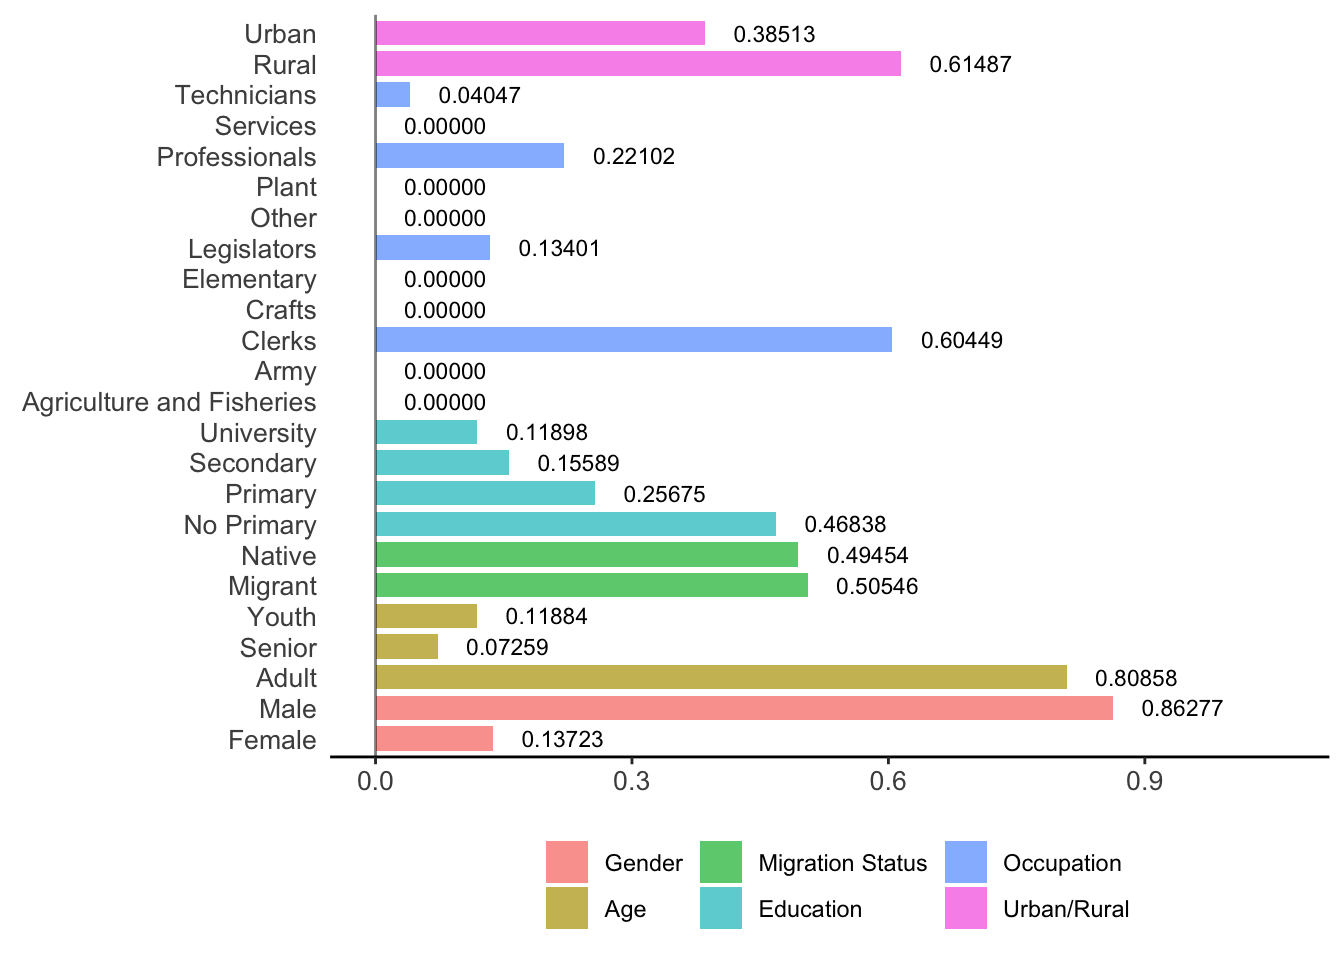 Urban 0.38513
Rural 0.61487
Technicians 0.04047
Services 0.00000
Professionals 0.22102
Plant 0.00000
Other 0.00000
Legislators 0.13401
Elementary 0.00000
Crafts 0.00000
Clerks 0.60449
Army 0.00000
Agriculture and Fisheries 0.00000
University 0.11898
Secondary 0.15589
Primary 0.25675
No Primary 0.46838
Native 0.49454
Migrant 0.50546
Youth 0.11884
Senior 0.07259
Adult 0.80858
Male 0.86277
Female 0.13723
0.0 0.3 0.6 0.9
Gender Migration Status Occupation
Age Education Urban/Rural